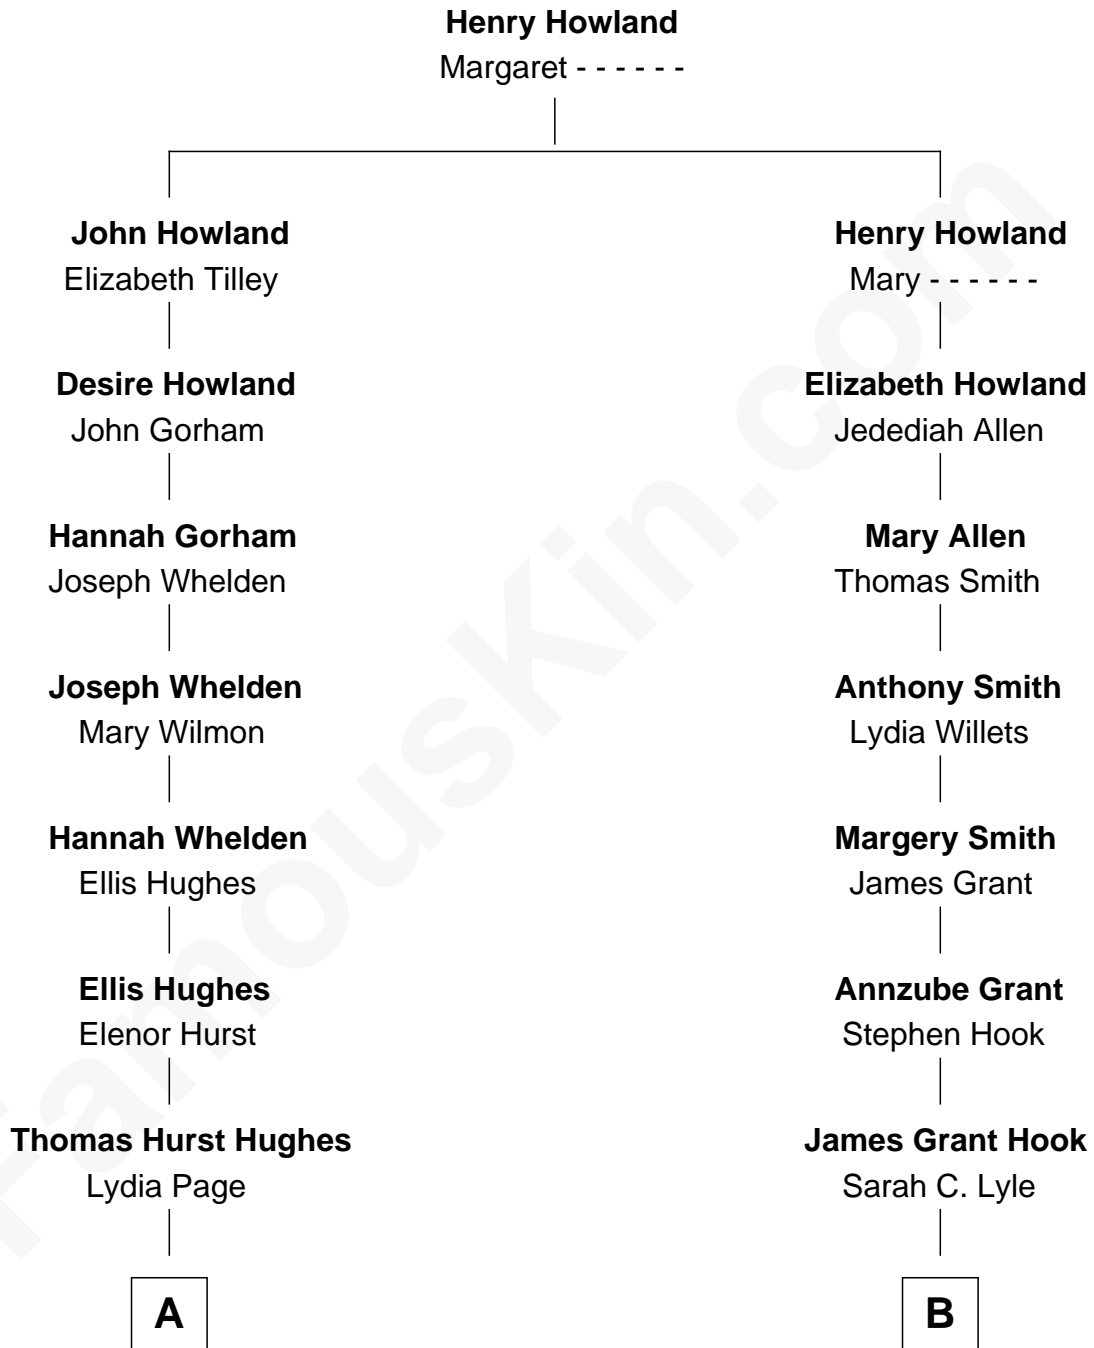 Henry Howland
Margaret - - - - - -
John Howland
Elizabeth Tilley
Henry Howland
Mary - - - - - -
Desire Howland
John Gorham
Elizabeth Howland
Jedediah Allen
Hannah Gorham
Joseph Whelden
Mary Allen
Thomas Smith
Joseph Whelden
Mary Wilmon
Anthony Smith
Lydia Willets
Hannah Whelden
Ellis Hughes
Margery Smith
James Grant
Ellis Hughes
Elenor Hurst
Annzube Grant
Stephen Hook
Thomas Hurst Hughes
Lydia Page
James Grant Hook
Sarah C. Lyle
A
B
FamousKin.com